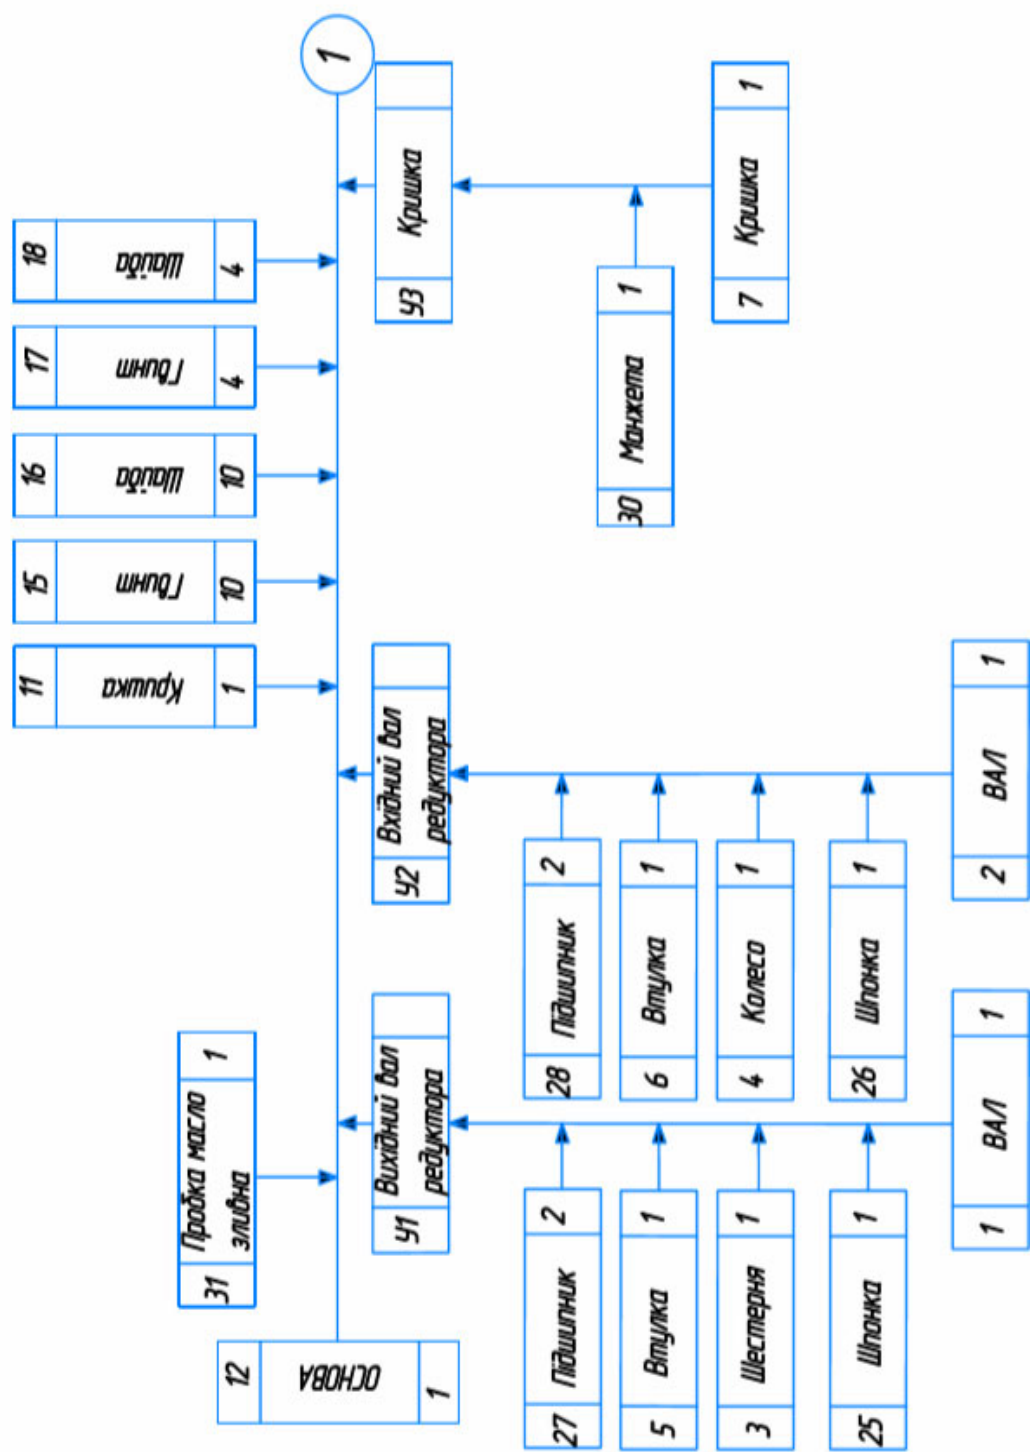 12
ОСНОВА
1
31
Пробка масло
зливна
1
У1
Вихідний вал
редуктора
27
Підшипник
2
5
Втулка
1
3
Шестерня
1
25
Шпонка
1
1
ВАЛ
1
У2
Вхідний вал
редуктора
28
Підшипник
2
6
Втулка
1
4
Колесо
1
26
Шпонка
1
2
ВАЛ
1
11
Кришка
1
15
Гвинт
10
16
Шайба
10
17
Гвинт
4
18
Шайба
4
У3
Кришка
30
Манжета
1
7
Кришка
1
1